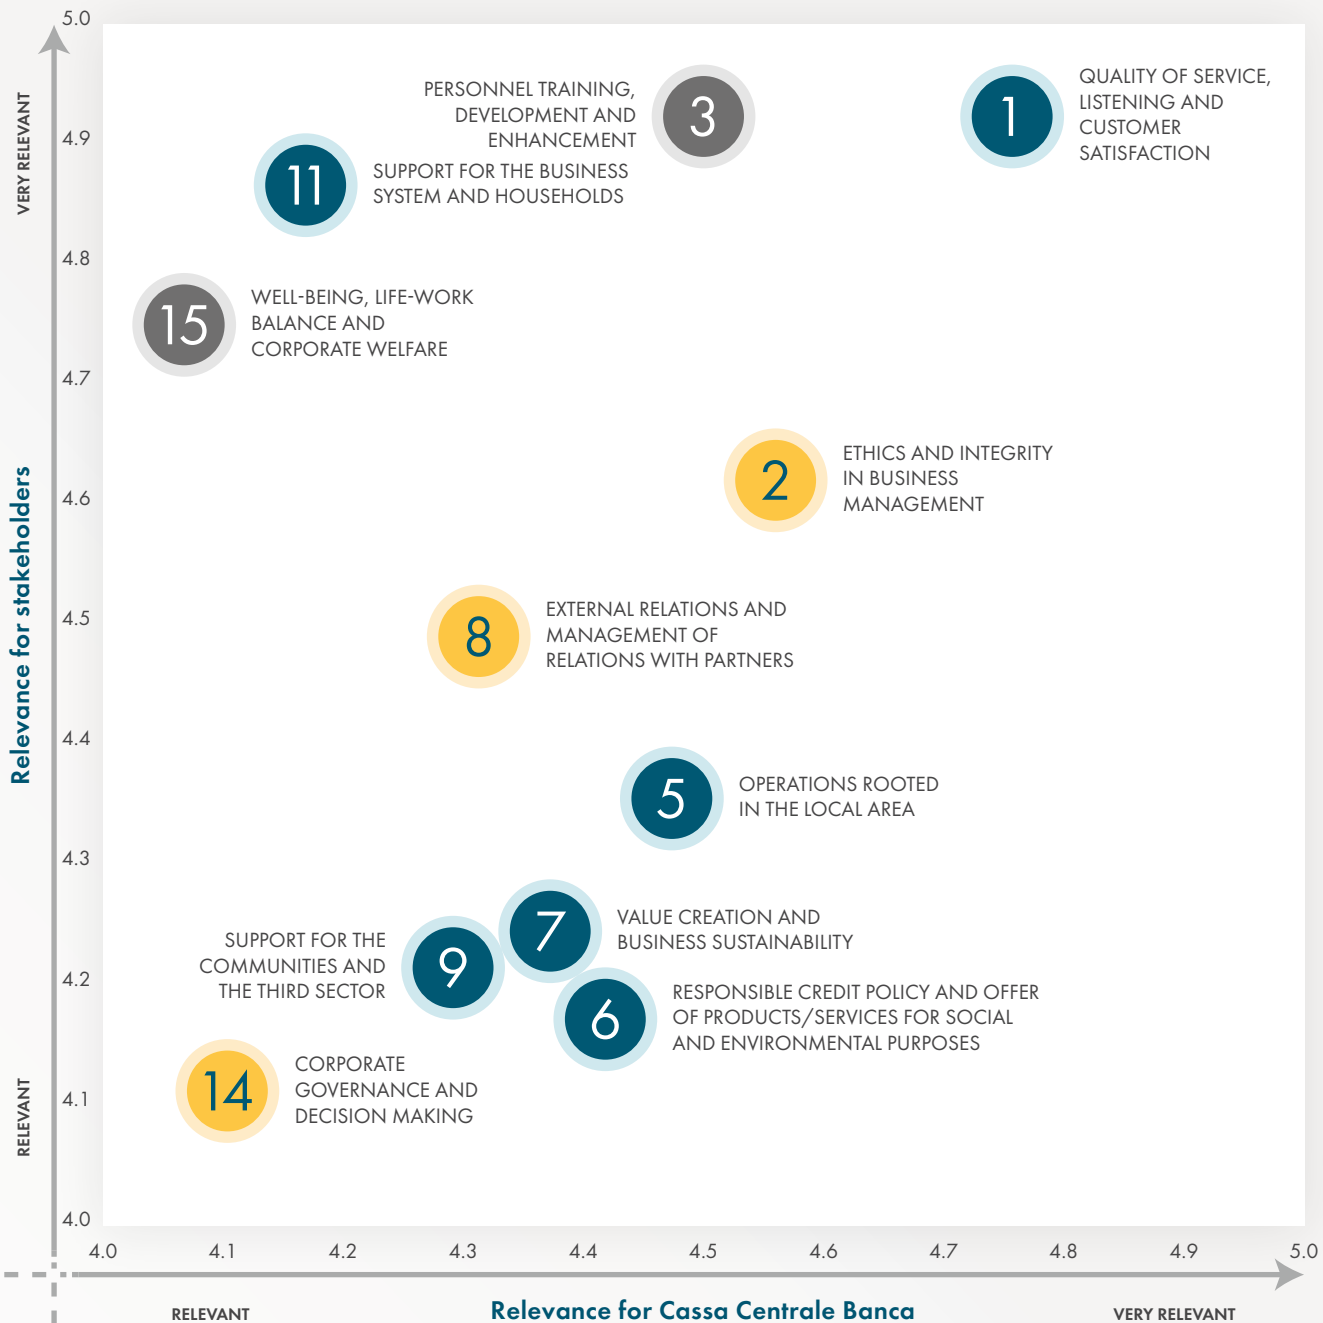 5.0
4.9
4.8
4.7
4.6
4.5
4.4
4.3
4.2
4.1
4.0
VERY RELEVANT
Relevance for stakeholders
RELEVANT
PERSONNEL TRAINING,
DEVELOPMENT AND
ENHANCEMENT
3
1
QUALITY OF SERVICE,
LISTENING AND
CUSTOMER
SATISFACTION
11
SUPPORT FOR THE BUSINESS
SYSTEM AND HOUSEHOLDS
15
WELL-BEING, LIFE-WORK
BALANCE AND
CORPORATE WELFARE
2
ETHICS AND INTEGRITY
IN BUSINESS
MANAGEMENT
8
EXTERNAL RELATIONS AND
MANAGEMENT OF
RELATIONS WITH PARTNERS
5
OPERATIONS ROOTED
IN THE LOCAL AREA
7
VALUE CREATION AND
BUSINESS SUSTAINABILITY
SUPPORT FOR THE
COMMUNITIES AND
THE THIRD SECTOR
9
6
RESPONSIBLE CREDIT POLICY AND OFFER
OF PRODUCTS/SERVICES FOR SOCIAL
AND ENVIRONMENTAL PURPOSES
14
CORPORATE
GOVERNANCE AND
DECISION MAKING
4.0 4.1 4.2 4.3 4.4 4.5 4.6 4.7 4.8 4.9 5.0
RELEVANT Relevance for Cassa Centrale Banca VERY RELEVANT